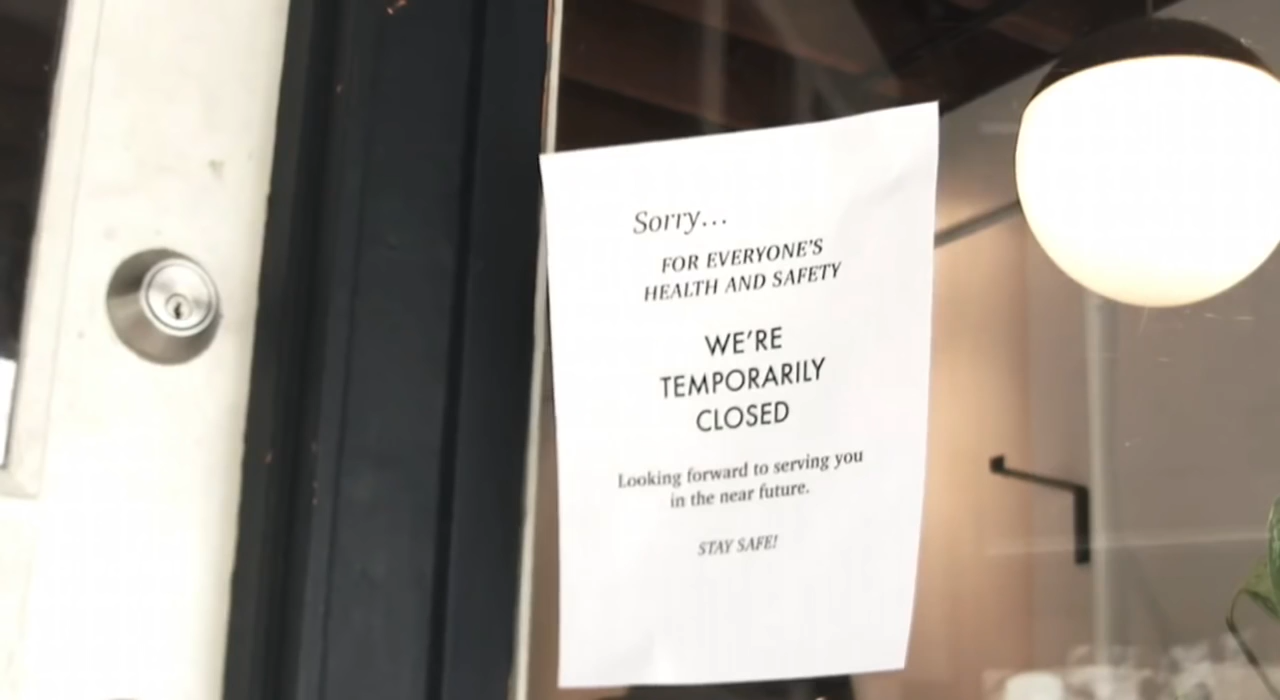 Sorry...
FOR EVERYONE'S
HEALTH AND SAFETY
WE'RE
TEMPORARILY
CLOSED
Looking forward to serving you
in the near future.
STAY SAFE!